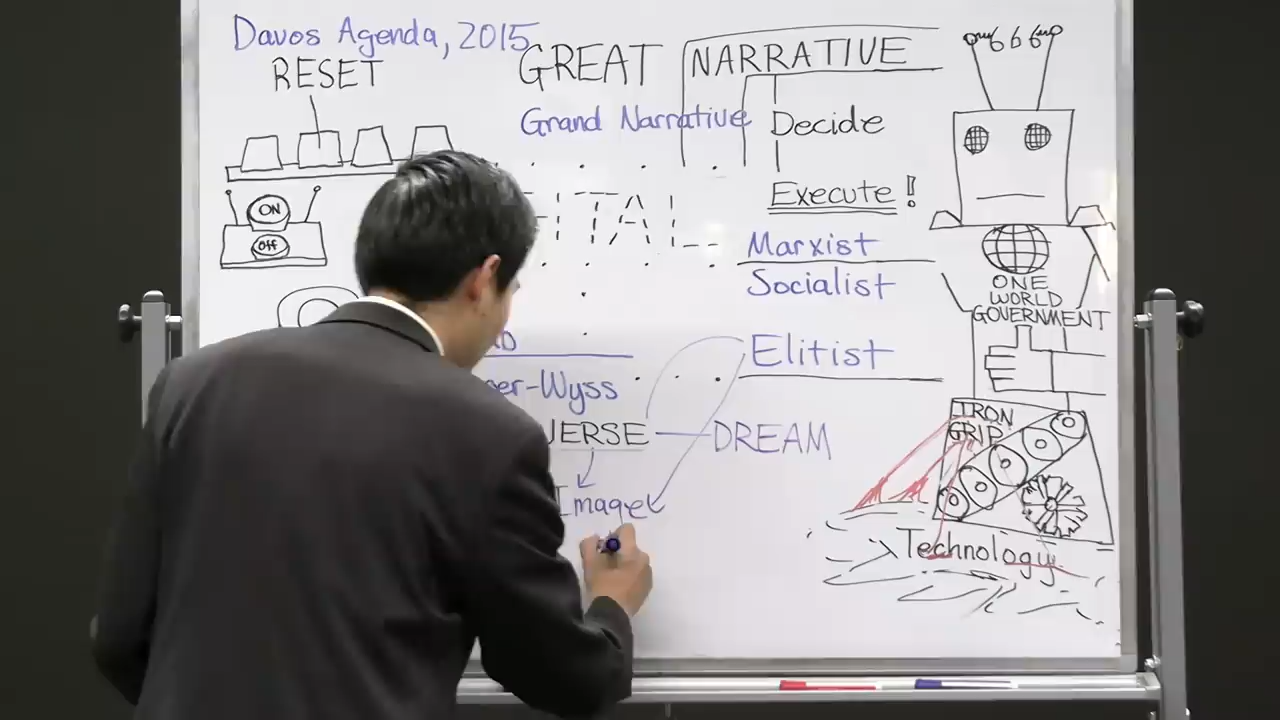 Davos Agenda, 2015
RESET
GREAT NARRATIVE
Grand Narrative
Decide
Execute!
666
ON
Off
Marxist
Socialist
ONE
WORLD
GOVERNMENT
Elitist
DREAM
Image
IRON
GRIP
Technology